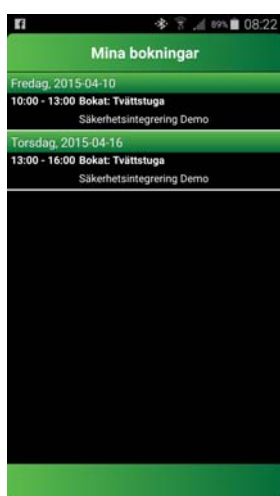 89% 08:22
Mina bokningar
Fredag, 2015-04-10
10:00 - 13:00 Bokat: Tvättstuga
Säkerhetsintegrering Demo
Torsdag, 2015-04-16
13:00 - 16:00 Bokat: Tvättstuga
Säkerhetsintegrering Demo